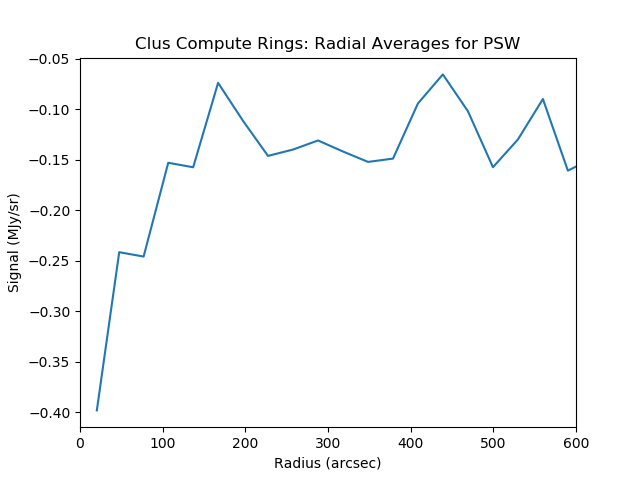 Clus Compute Rings: Radial Averages for PSW
−0.05
−0.10
−0.15
−0.20
−0.25
−0.30
−0.35
−0.40
Signal (MJy/sr)
0 100 200 300 400 500 600
Radius (arcsec)